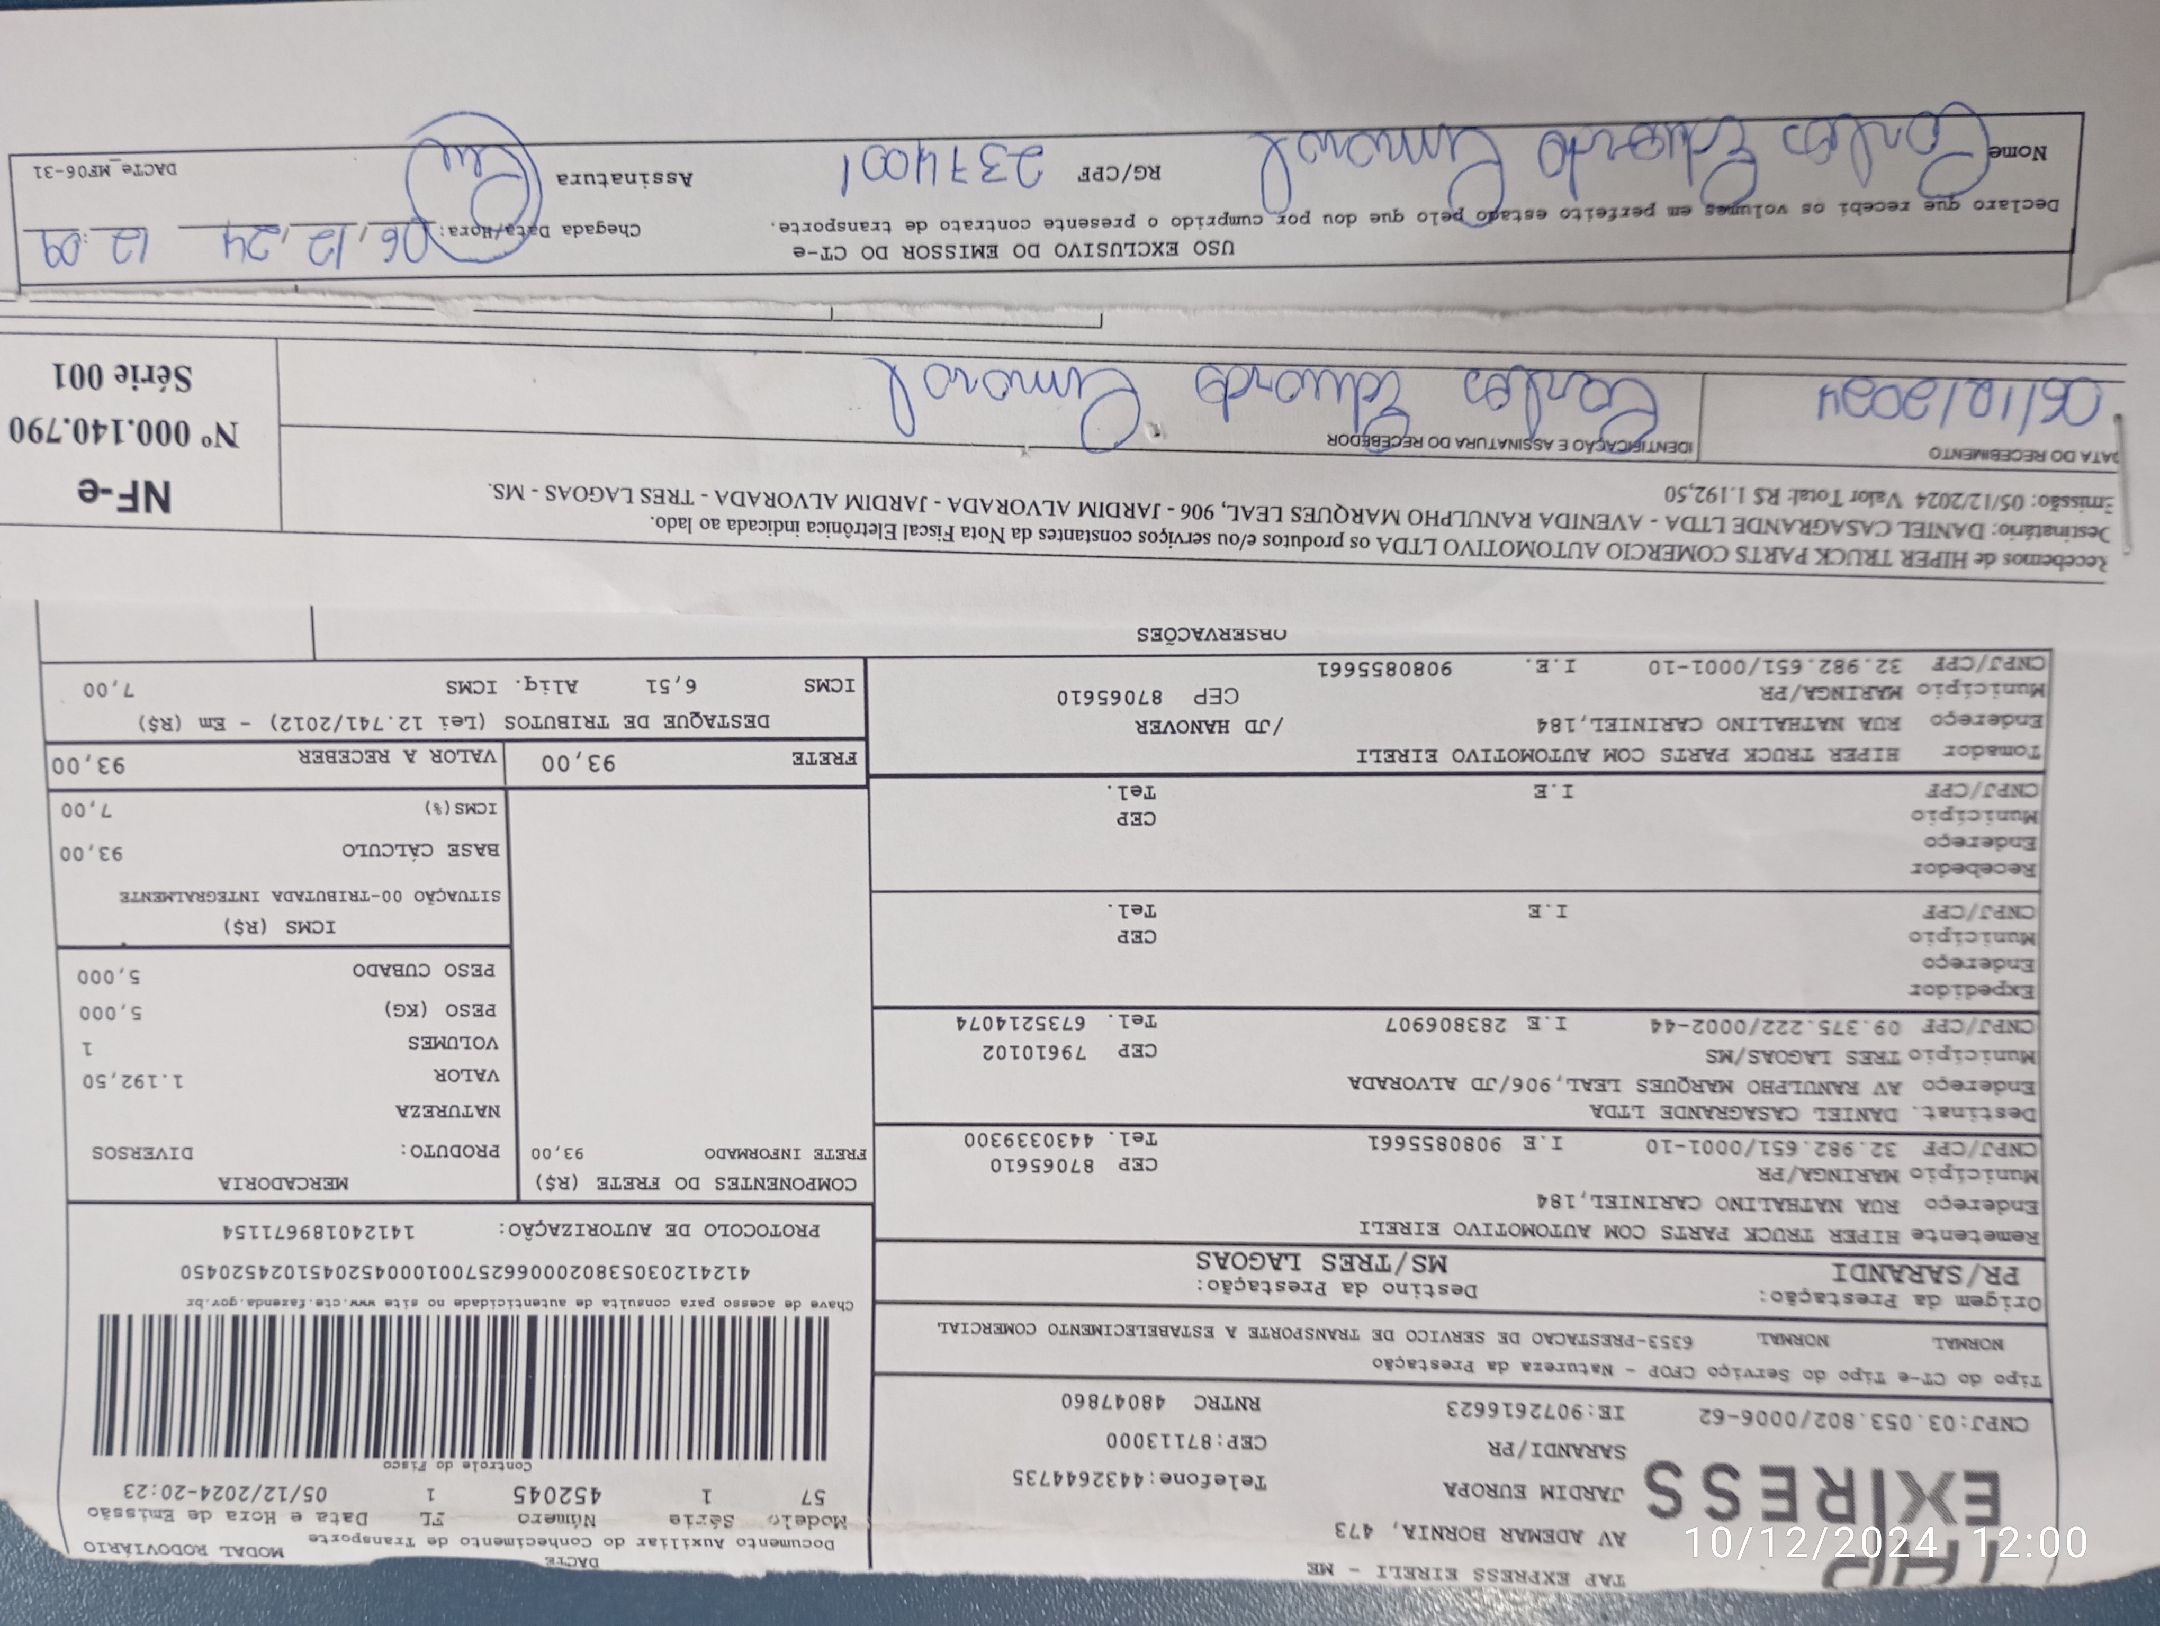 TAP EXPRESS EIRELI - ME
AV ADEMAR BORNIA, 473
JARDIM EUROPA
Telefone:4432644735
SARANDI/PR
CEP:87113000
CNPJ:03.053.802/0006-62 IE:9072616623 RNTRC 48047860
TAP
EXPRESS
DACTE
Documento Auxiliar do Conhecimento de Transporte MODAL RODOVIÁRIO
Modelo Série Número FL Data e Hora de Emissão
57 1 452045 1 05/12/2024-20:23
Controle do Fisco
Chave de acesso para consulta de autenticidade no site www.cte.fazenda.gov.br
41241203053802000662570010004520451024520450
PROTOCOLO DE AUTORIZAÇÃO: 141240189671154
Tipo do CT-e Tipo do Serviço CFOP - Natureza da Prestação
NORMAL NORMAL 6353-PRESTACAO DE SERVICO DE TRANSPORTE A ESTABELECIMENTO COMERCIAL
Origem da Prestação: Destino da Prestação:
PR/SARANDI MS/TRES LAGOAS
Remetente HIPER TRUCK PARTS COM AUTOMOTIVO EIRELI
Endereço RUA NATHALINO CARINIEL,184
Município MARINGA/PR CEP 87065610
CNPJ/CPF 32.982.651/0001-10 I.E 9080855661 Tel. 4430339300
Destinat. DANIEL CASAGRANDE LTDA
Endereço AV RANULPHO MARQUES LEAL,906/JD ALVORADA
Município TRES LAGOAS/MS CEP 79610102
CNPJ/CPF 09.375.222/0002-44 I.E 283806907 Tel. 6735214074
Expedidor
Endereço
Município CEP
CNPJ/CPF I.E Tel.
Recebedor
Endereço
Município CEP
CNPJ/CPF I.E Tel.
Tomador HIPER TRUCK PARTS COM AUTOMOTIVO EIRELI
Endereço RUA NATHALINO CARINIEL,184 /JD HANOVER
Município MARINGA/PR CEP 87065610
CNPJ/CPF 32.982.651/0001-10 I.E. 9080855661
COMPONENTES DO FRETE (R$)
FRETE INFORMADO 93,00
MERCADORIA
PRODUTO: DIVERSOS
NATUREZA
VALOR 1.192,50
VOLUMES 1
PESO (KG) 5,000
PESO CUBADO 5,000
ICMS (R$)
SITUAÇÃO 00-TRIBUTADA INTEGRALMENTE
BASE CÁLCULO 93,00
ICMS(%) 7,00
FRETE 93,00 VALOR A RECEBER 93,00
DESTAQUE DE TRIBUTOS (Lei 12.741/2012) - Em (R$)
ICMS 6,51 Aliq. ICMS 7,00
OBSERVAÇÕES
Recebemos de HIPER TRUCK PARTS COMERCIO AUTOMOTIVO LTDA os produtos e/ou serviços constantes da Nota Fiscal Eletrônica indicada ao lado.
Destinatário: DANIEL CASAGRANDE LTDA - AVENIDA RANULPHO MARQUES LEAL, 906 - JARDIM ALVORADA - JARDIM ALVORADA - TRES LAGOAS - MS.
Emissão: 05/12/2024 Valor Total: R$ 1.192,50
NF-e
Nº 000.140.790
Série 001
DATA DO RECEBIMENTO IDENTIFICAÇÃO E ASSINATURA DO RECEBEDOR
06/12/2024 Carlos Eduardo Amaral
USO EXCLUSIVO DO EMISSOR DO CT-e
Declaro que recebi os volumes em perfeito estado pelo que dou por cumprido o presente contrato de transporte.
Chegada Data/Hora: 06,12,24 12:09
Nome Carlos Eduardo Amaral RG/CPF 2374001 Assinatura
DACTe_MF06-31
10/12/2024 12:00